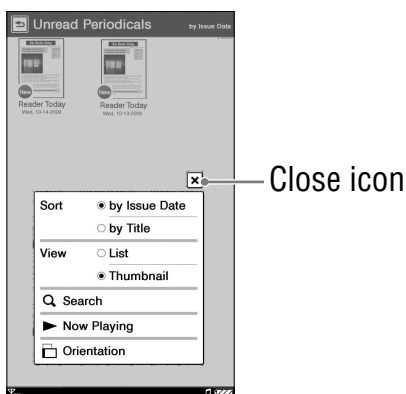 Unread Periodicals
by Issue Date
New
New
Reader Today
Wed, 10-14-2009
Reader Today
Wed, 10-13-2009
Close icon
Sort
by Issue Date
by Title
View
List
Thumbnail
Search
Now Playing
Orientation